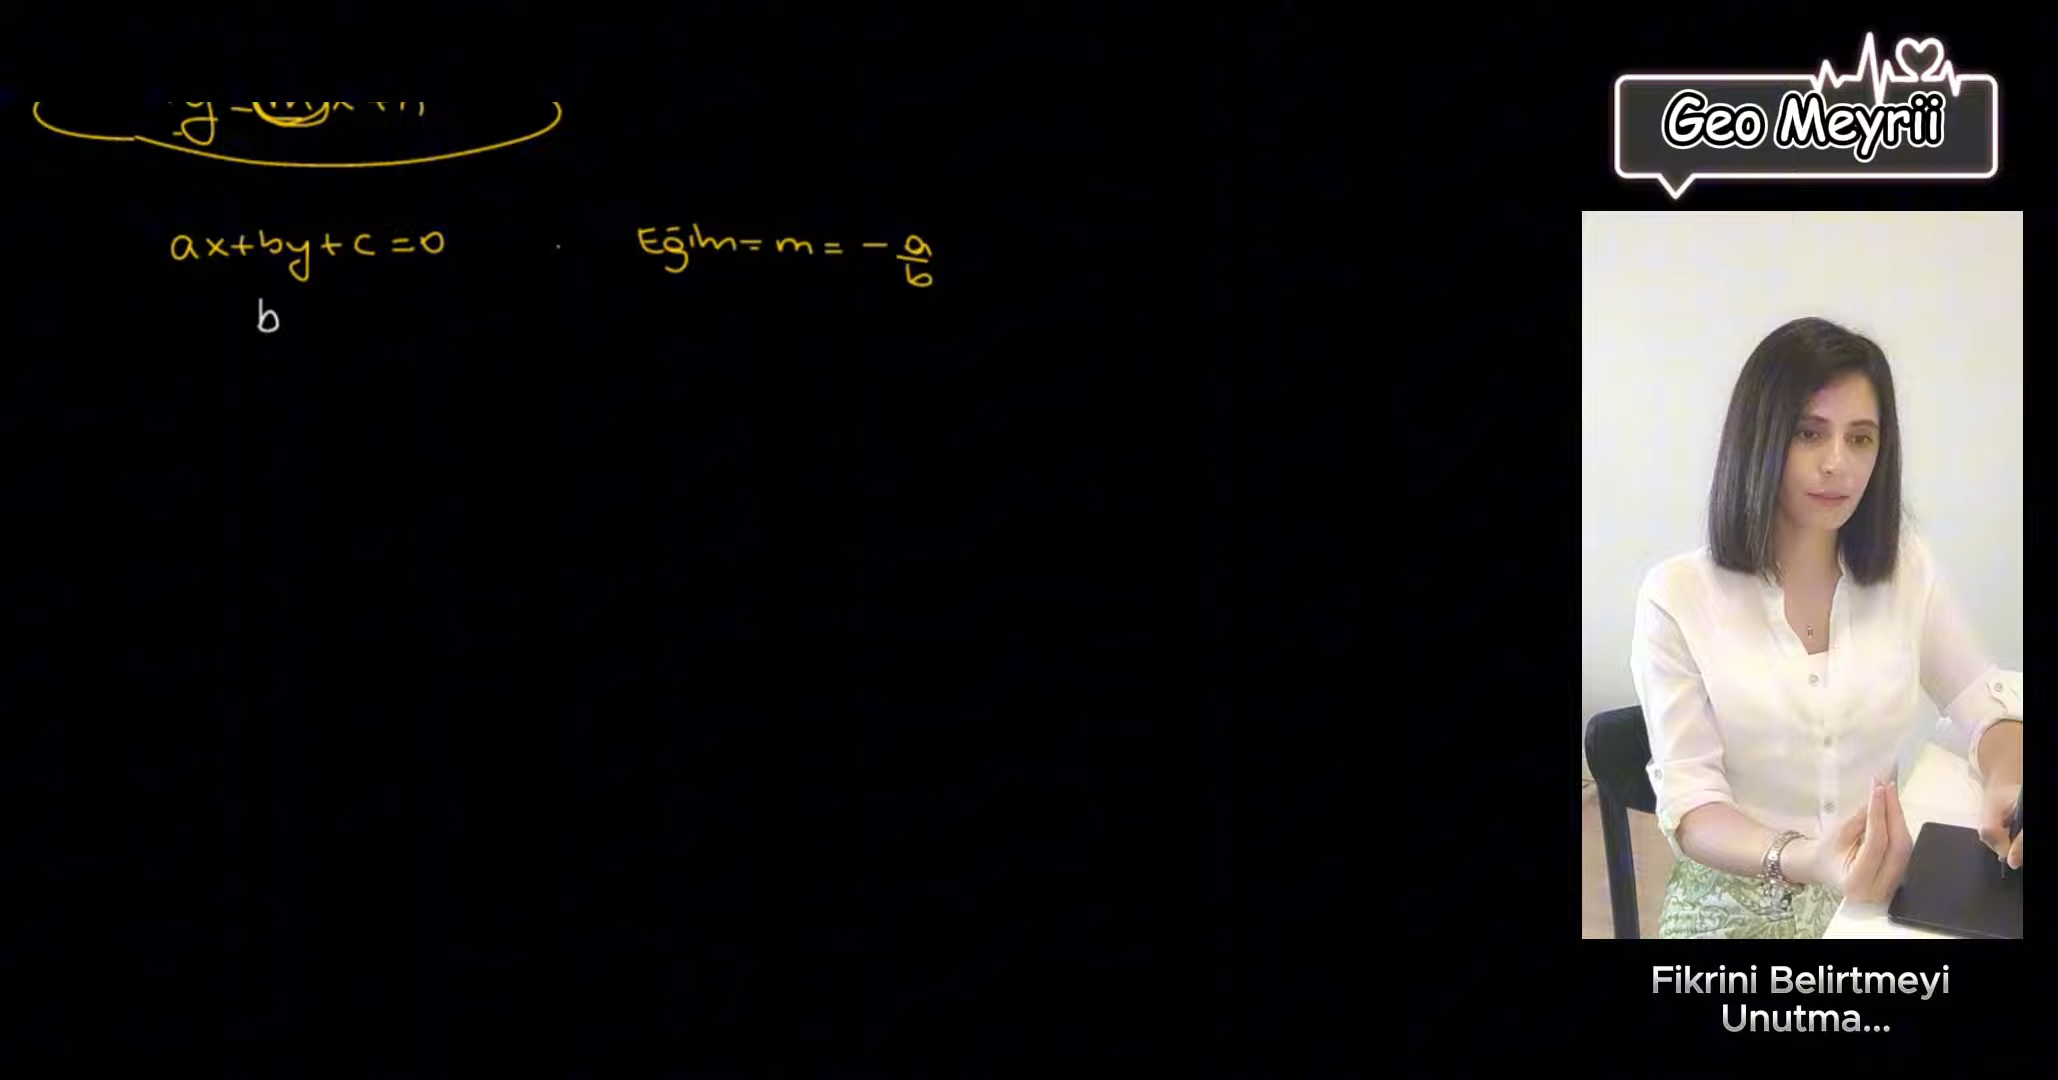 ax+by+c=0
Eğim=m=-a/b
b
Geo Meyrii
Fikrini Belirtmeyi
Unutma...